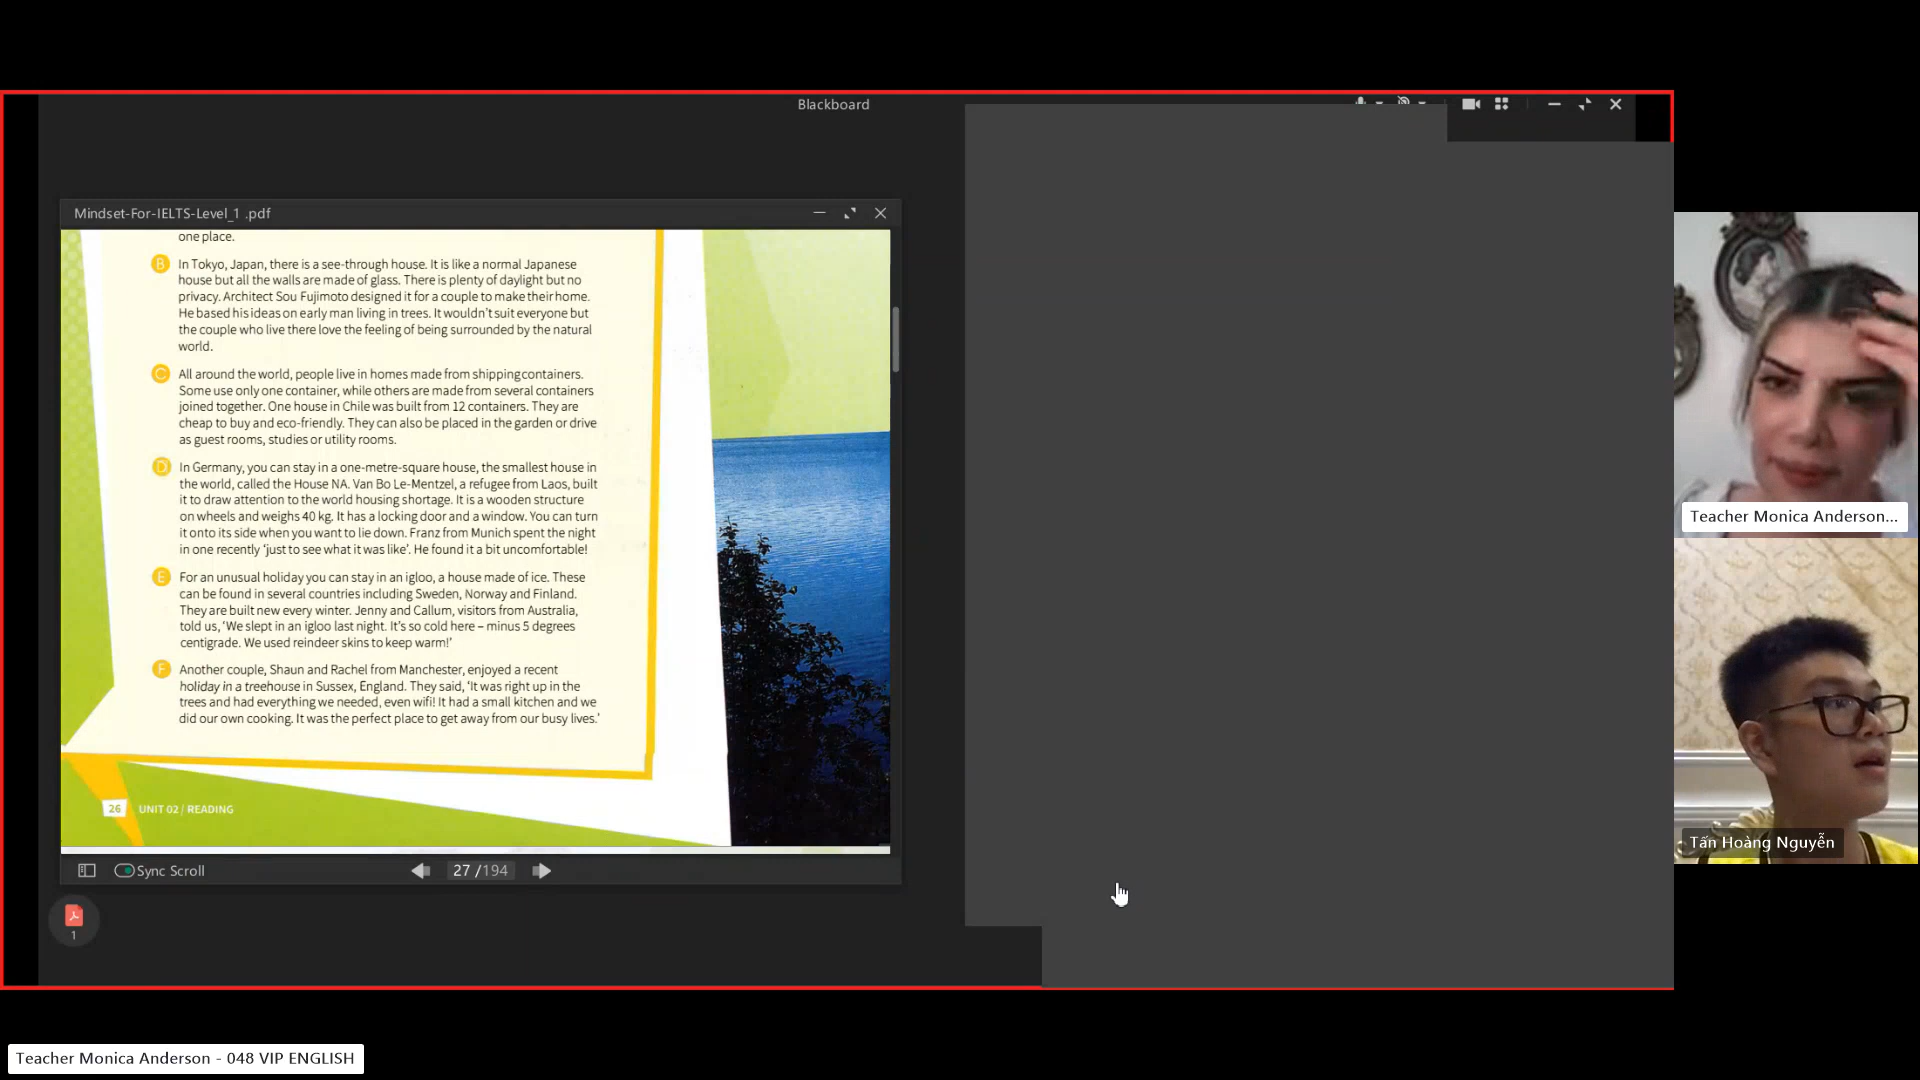 Blackboard
Mindset-For-IELTS-Level_1 .pdf
one place.
B In Tokyo, Japan, there is a see-through house. It is like a normal Japanese
house but all the walls are made of glass. There is plenty of daylight but no
privacy. Architect Sou Fujimoto designed it for a couple to make their home.
He based his ideas on early man living in trees. It wouldn't suit everyone but
the couple who live there love the feeling of being surrounded by the natural
world.
C All around the world, people live in homes made from shipping containers.
Some use only one container, while others are made from several containers
joined together. One house in Chile was built from 12 containers. They are
cheap to buy and eco-friendly. They can also be placed in the garden or drive
as guest rooms, studies or utility rooms.
D In Germany, you can stay in a one-metre-square house, the smallest house in
the world, called the House NA. Van Bo Le-Mentzel, a refugee from Laos, built
it to draw attention to the world housing shortage. It is a wooden structure
on wheels and weighs 40 kg. It has a locking door and a window. You can turn
it onto its side when you want to lie down. Franz from Munich spent the night
in one recently 'just to see what it was like'. He found it a bit uncomfortable!
E For an unusual holiday you can stay in an igloo, a house made of ice. These
can be found in several countries including Sweden, Norway and Finland.
They are built new every winter. Jenny and Callum, visitors from Australia,
told us, 'We slept in an igloo last night. It's so cold here – minus 5 degrees
centigrade. We used reindeer skins to keep warm!'
F Another couple, Shaun and Rachel from Manchester, enjoyed a recent
holiday in a treehouse in Sussex, England. They said, 'It was right up in the
trees and had everything we needed, even wifi! It had a small kitchen and we
did our own cooking. It was the perfect place to get away from our busy lives.'
26 UNIT 02 / READING
Sync Scroll
27 /194
1
Teacher Monica Anderson...
Tấn Hoàng Nguyễn
Teacher Monica Anderson - 048 VIP ENGLISH